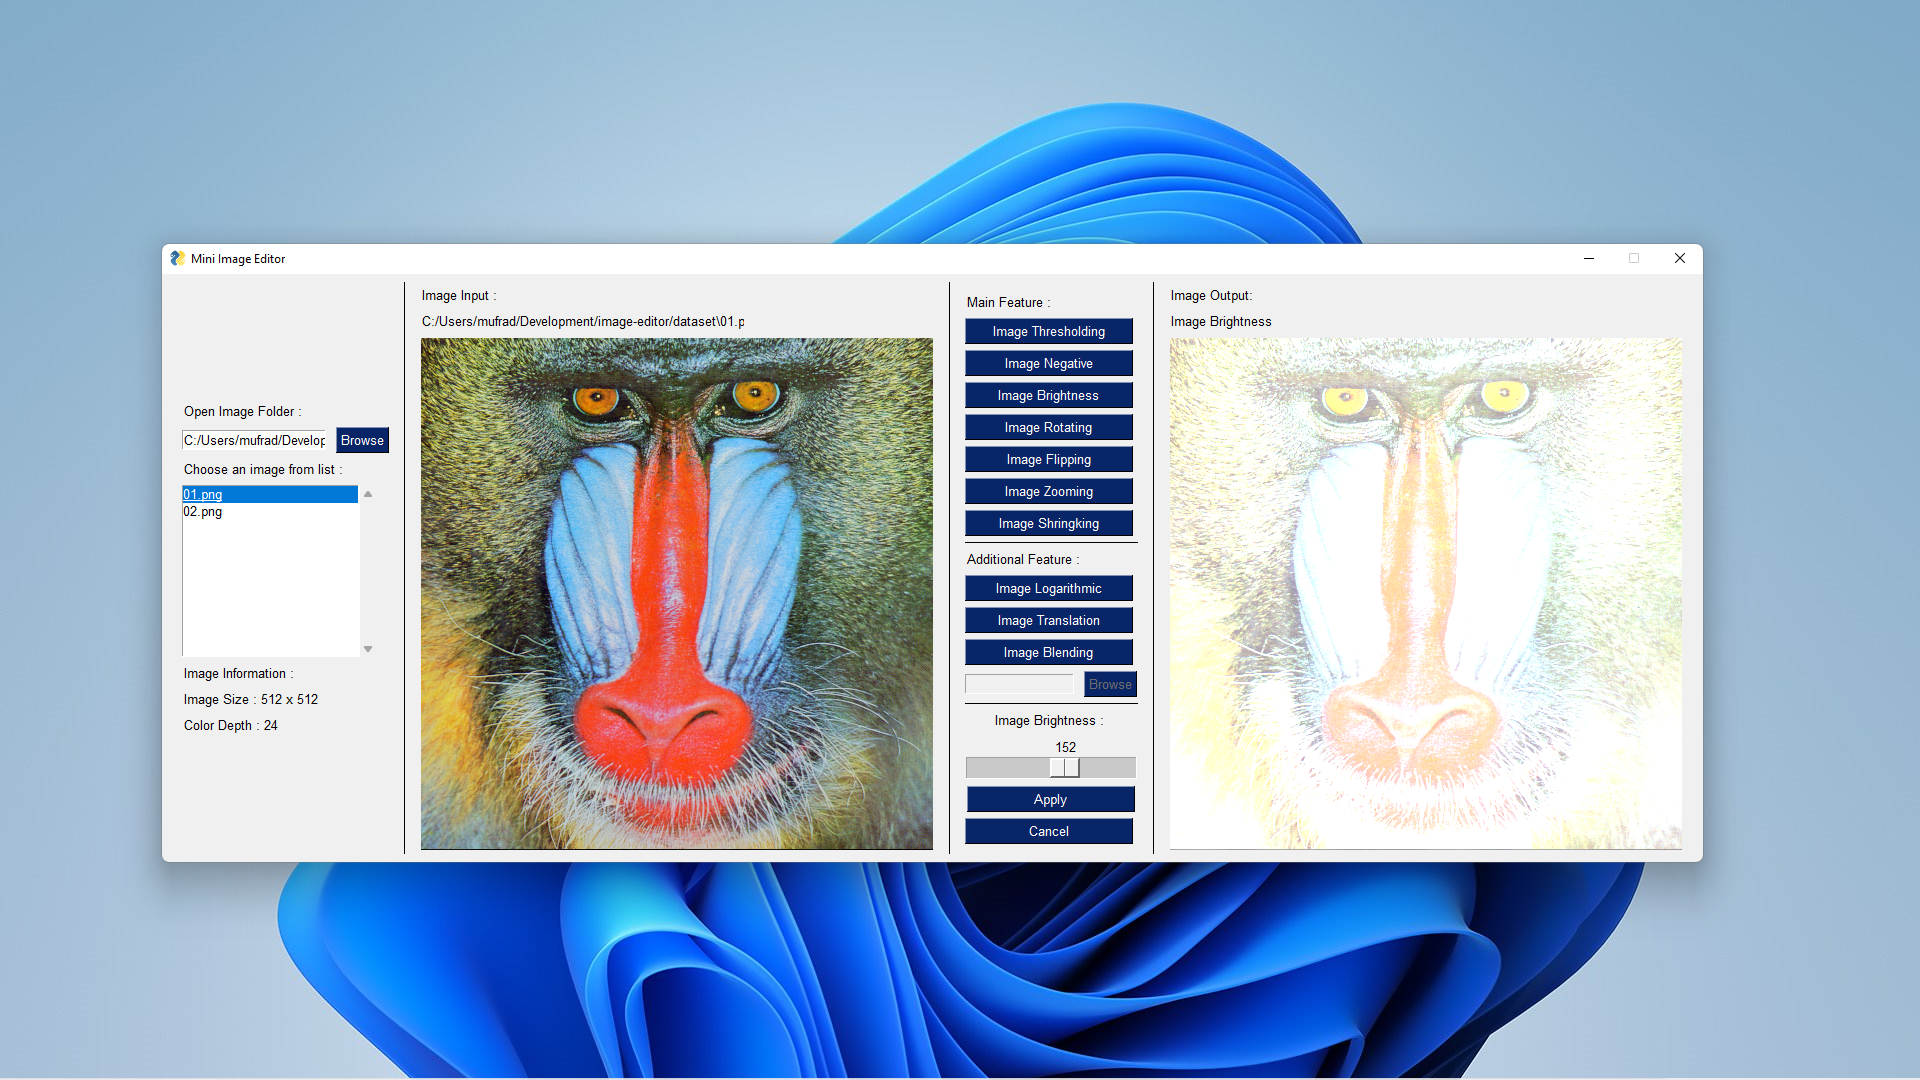 Mini Image Editor
Open Image Folder :
C:/Users/mufrad/Develop
Browse
Choose an image from list :
01.png
02.png
Image Information :
Image Size : 512 x 512
Color Depth : 24
Image Input :
C:/Users/mufrad/Development/image-editor/dataset\01.p
Main Feature :
Image Thresholding
Image Negative
Image Brightness
Image Rotating
Image Flipping
Image Zooming
Image Shringking
Additional Feature :
Image Logarithmic
Image Translation
Image Blending
Browse
Image Brightness :
152
Apply
Cancel
Image Output:
Image Brightness